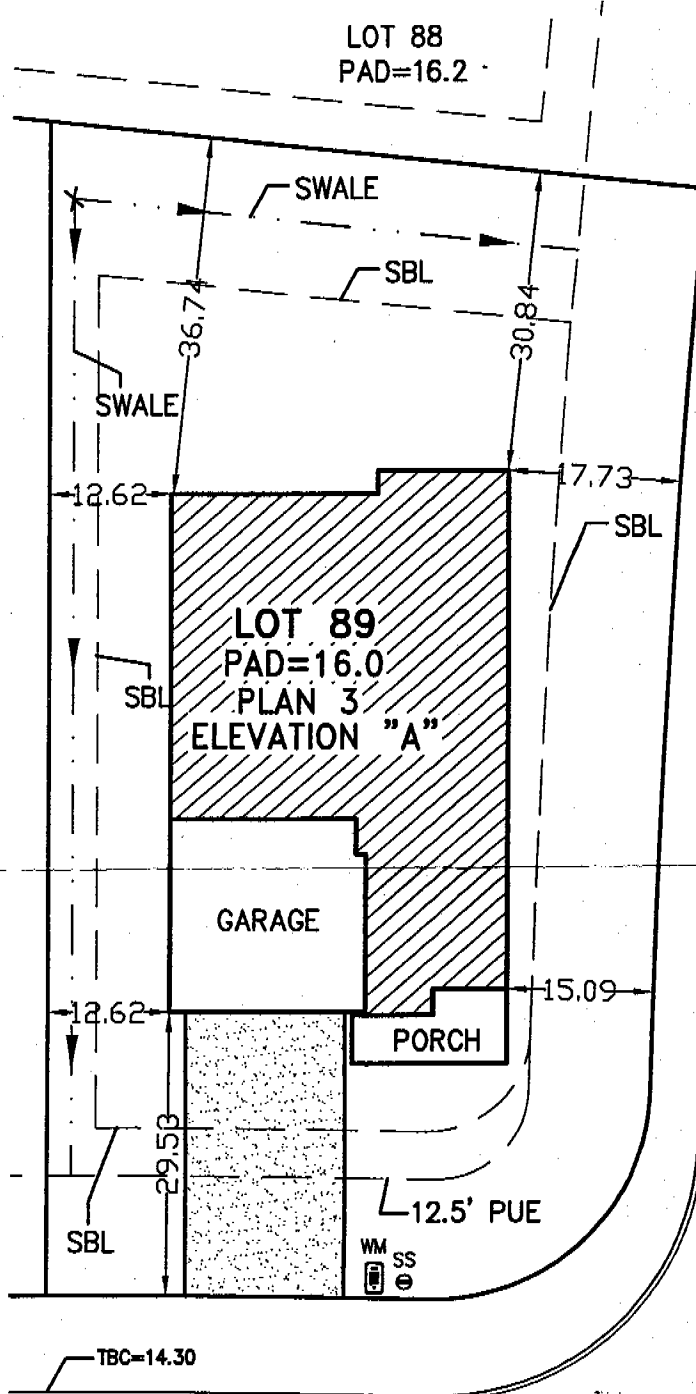 LOT 88
PAD=16.2
SWALE
SBL
36.74
30.84
SWALE
12.62
17.73
SBL
LOT 89
PAD=16.0
PLAN 3
ELEVATION "A"
SBL
GARAGE
12.62
15.09
PORCH
29.53
12.5' PUE
SBL
WM
SS
TBC=14.30